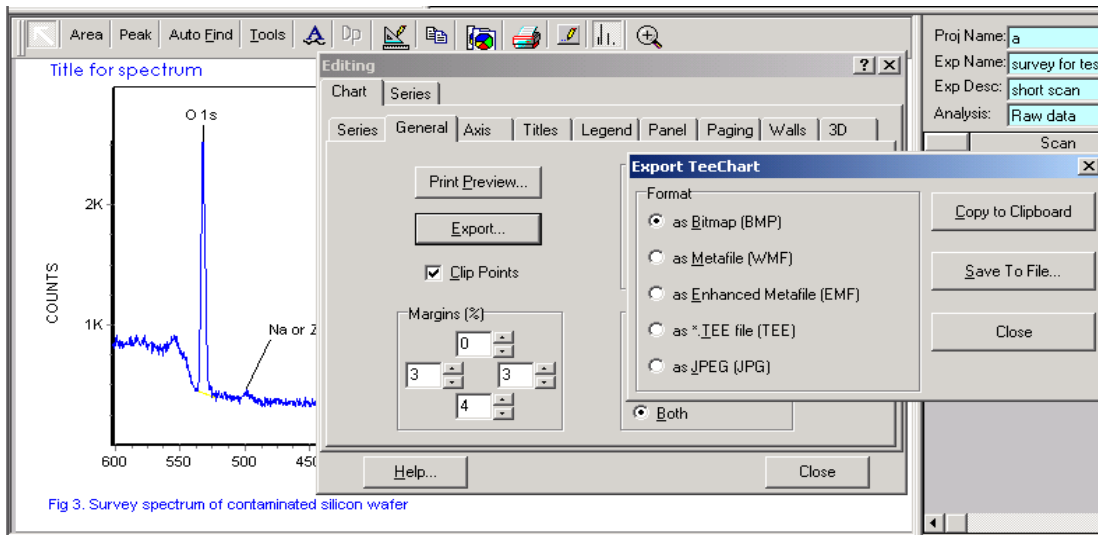 Area Peak Auto Find Tools Dp
Title for spectrum
O 1s
2K
COUNTS
1K
600 550 500
Fig 3. Survey spectrum of contaminated silicon wafer
Editing
Chart Series
Series General Axis Titles Legend Panel Paging Walls 3D
Print Preview...
Export...
Clip Points
Margins (%)
0
3 3
4
Both
Help... Close
Export TeeChart
Format
as Bitmap (BMP)
as Metafile (WMF)
as Enhanced Metafile (EMF)
as *.TEE file (TEE)
as JPEG (JPG)
Copy to Clipboard
Save To File...
Close
Proj Name: a
Exp Name: survey for tes
Exp Desc: short scan
Analysis: Raw data
Scan
Na or